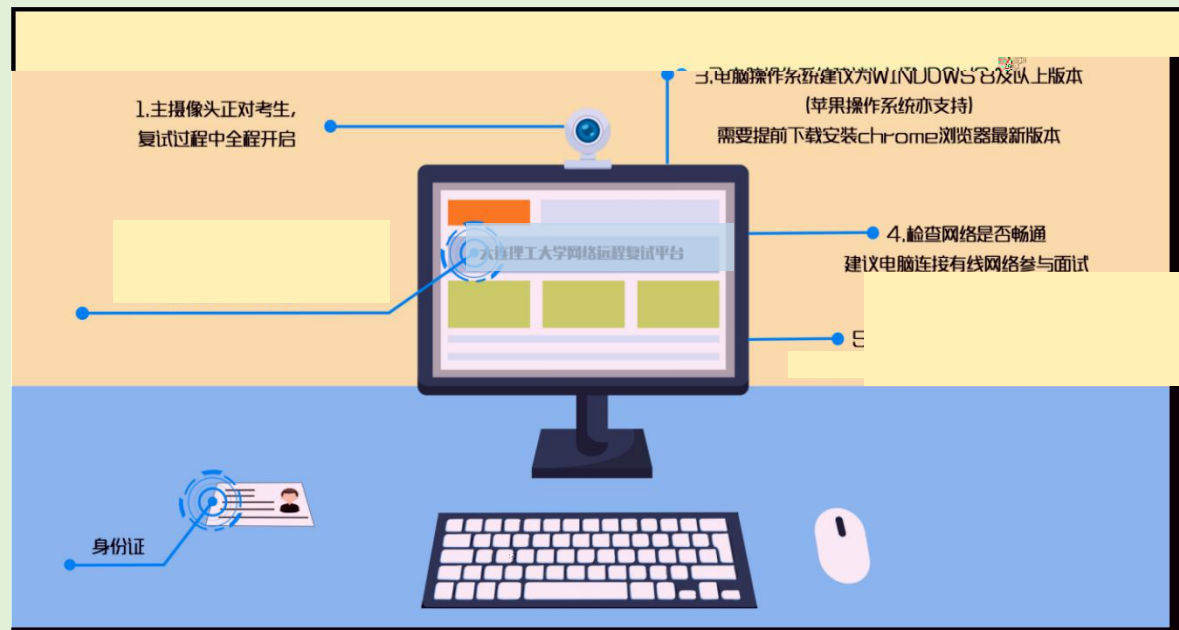 1.主摄像头正对考生,
复试过程中全程开启
3.电脑操作系统建议为WINDOWS 8及以上版本
(苹果操作系统亦支持)
需要提前下载安装chrome浏览器最新版本
大连理工大学网络远程复试平台
4.检查网络是否畅通
建议电脑连接有线网络参与面试
5
身份证